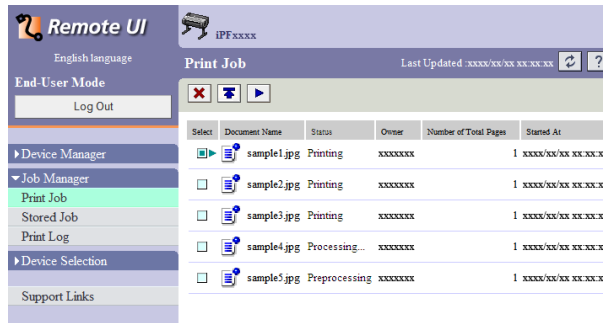 Remote UI
English language
End-User Mode
Log Out
Device Manager
Job Manager
Print Job
Stored Job
Print Log
Device Selection
Support Links
iPFxxxx
Print Job Last Updated :xxxx/xx/xx xx:xx:xx ?
Select Document Name Status Owner Number of Total Pages Started At
sample1.jpg Printing xxxxxxx 1 xxxx/xx/xx xx:xx:x
sample2.jpg Printing xxxxxxx 1 xxxx/xx/xx xx:xx:x
sample3.jpg Printing xxxxxxx 1 xxxx/xx/xx xx:xx:x
sample4.jpg Processing... xxxxxxx 1 xxxx/xx/xx xx:xx:x
sample5.jpg Preprocessing xxxxxxx 1 xxxx/xx/xx xx:xx:x